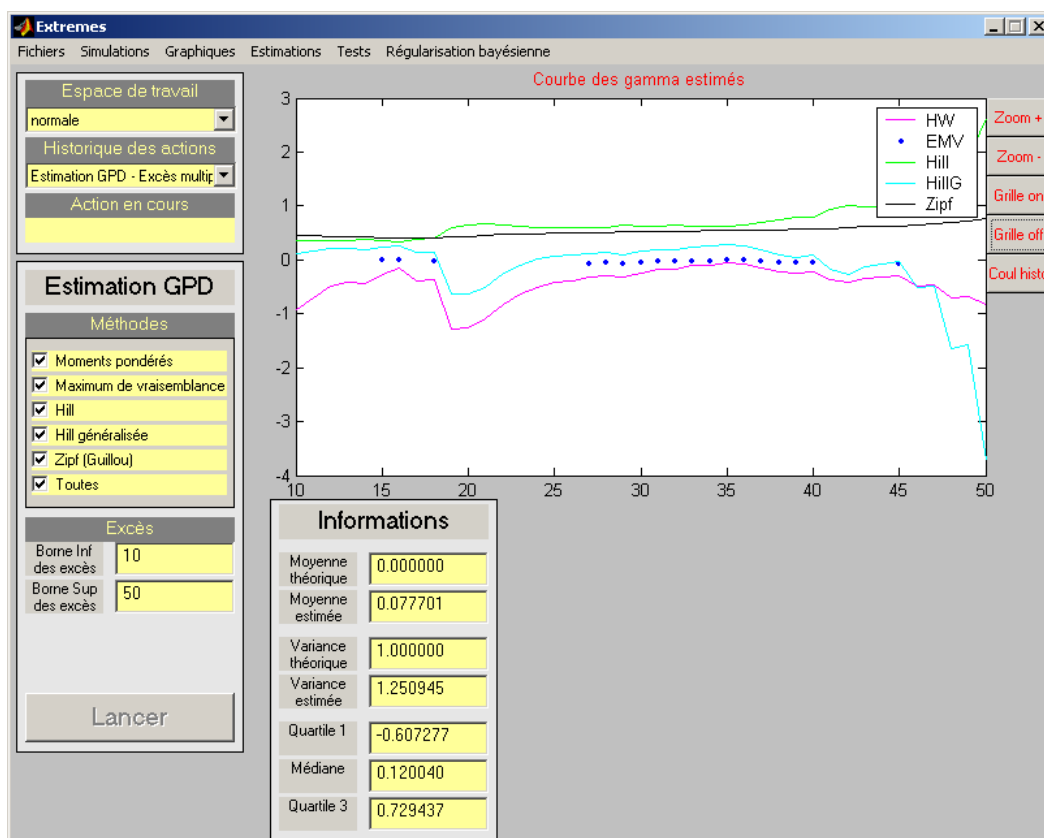 Extremes
Fichiers Simulations Graphiques Estimations Tests Régularisation bayésienne
Espace de travail
normale
Historique des actions
Estimation GPD - Excès multip
Action en cours
Estimation GPD
Méthodes
Moments pondérés
Maximum de vraisemblance
Hill
Hill généralisée
Zipf (Guillou)
Toutes
Excès
Borne Inf
des excès
10
Borne Sup
des excès
50
Lancer
Courbe des gamma estimés
3
2
1
0
-1
-2
-3
-4
10 15 20 25 30 35 40 45 50
HW
EMV
Hill
HillG
Zipf
Zoom +
Zoom -
Grille on
Grille off
Coul histo
Informations
Moyenne
théorique
0.000000
Moyenne
estimée
0.077701
Variance
théorique
1.000000
Variance
estimée
1.250945
Quartile 1
-0.607277
Médiane
0.120040
Quartile 3
0.729437